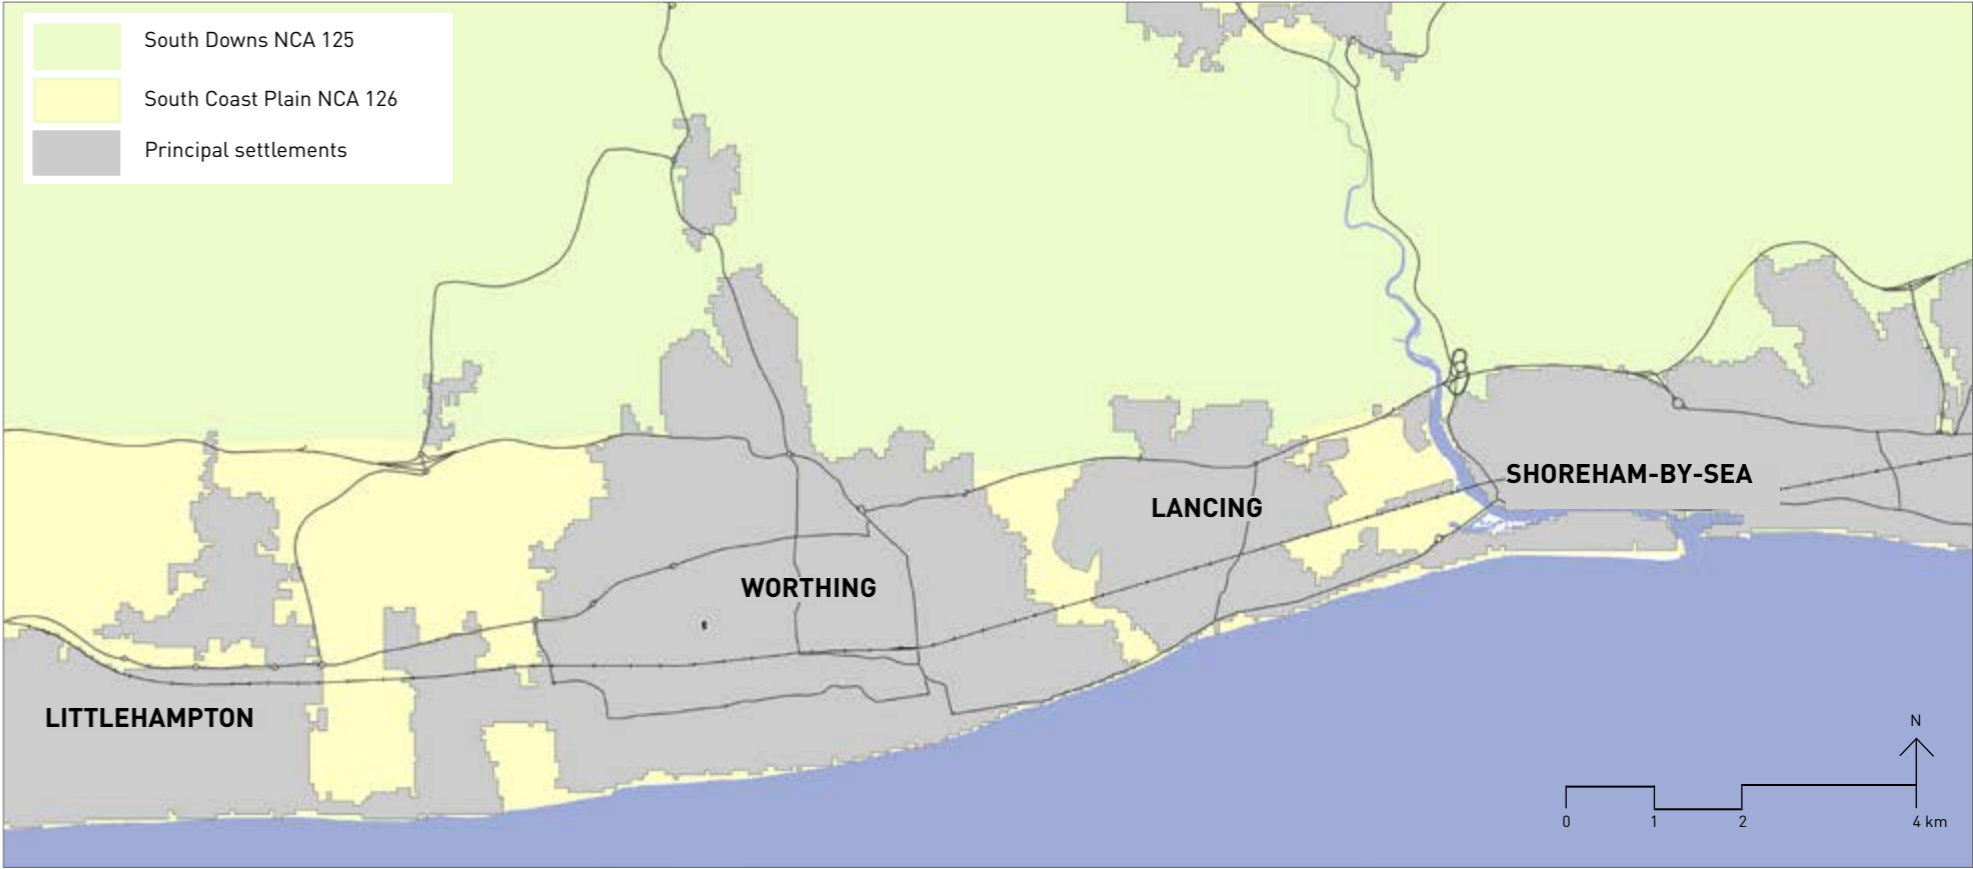 South Downs NCA 125
South Coast Plain NCA 126
Principal settlements
SHOREHAM-BY-SEA
LANCING
WORTHING
LITTLEHAMPTON
N
0 1 2 4 km